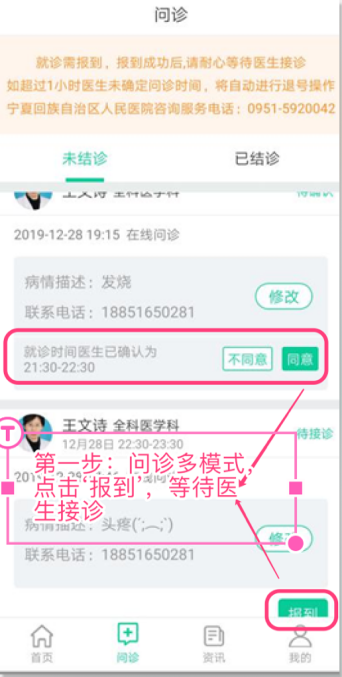 问诊
就诊需报到，报到成功后,请耐心等待医生接诊
如超过1小时医生未确定问诊时间，将自动进行退号操作
宁夏回族自治区人民医院咨询服务电话：0951-5920042
未结诊
已结诊
王文诗 全科医学科
待确认
2019-12-28 19:15 在线问诊
病情描述：发烧
修改
联系电话：18851650281
就诊时间医生已确认为
21:30-22:30
不同意
同意
王文诗 全科医学科
12月28日 22:30-23:30
待接诊
T
第一步：问诊多模式，
点击"报到"，等待医
生接诊
病情描述：头疼(´;︵;`)
修改
联系电话：18851650281
报到
首页
问诊
资讯
我的